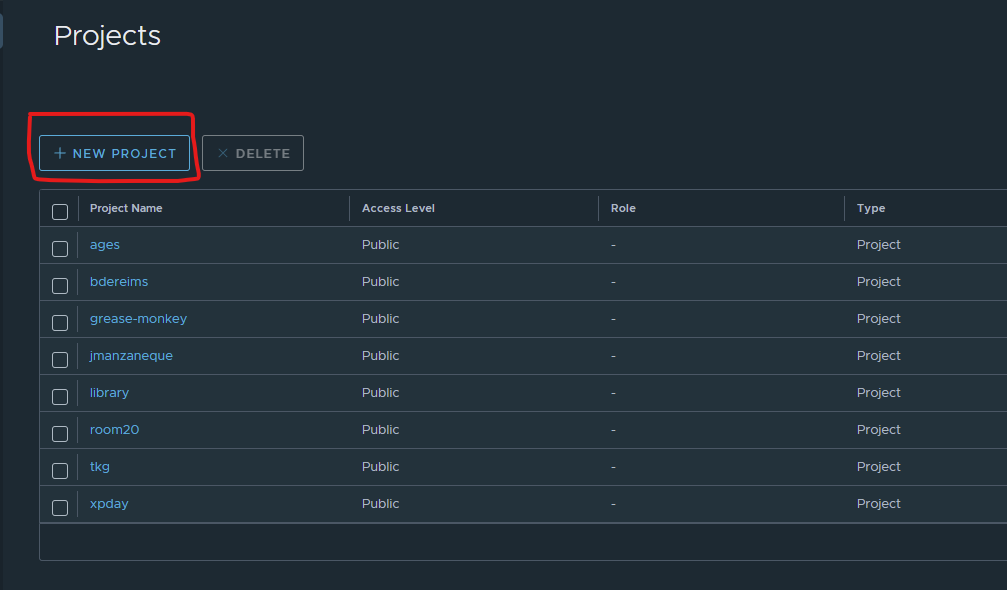 Projects
+ NEW PROJECT × DELETE
Project Name Access Level Role Type
ages Public - Project
bdereims Public - Project
grease-monkey Public - Project
jmanzaneque Public - Project
library Public - Project
room20 Public - Project
tkg Public - Project
xpday Public - Project